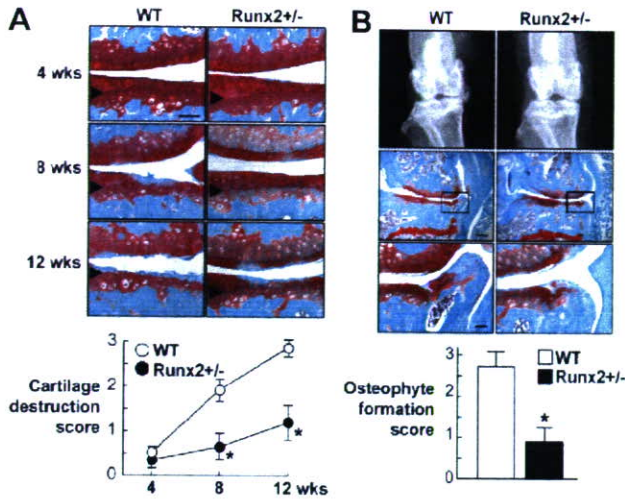 A
WT
Runx2+/-
4 wks
8 wks
12 wks
3
2
1
0
Cartilage
destruction
score
WT
Runx2+/-
*
*
4
8
12 wks
B
WT
Runx2+/-
3
2
1
0
Osteophyte
formation
score
WT
Runx2+/-
*